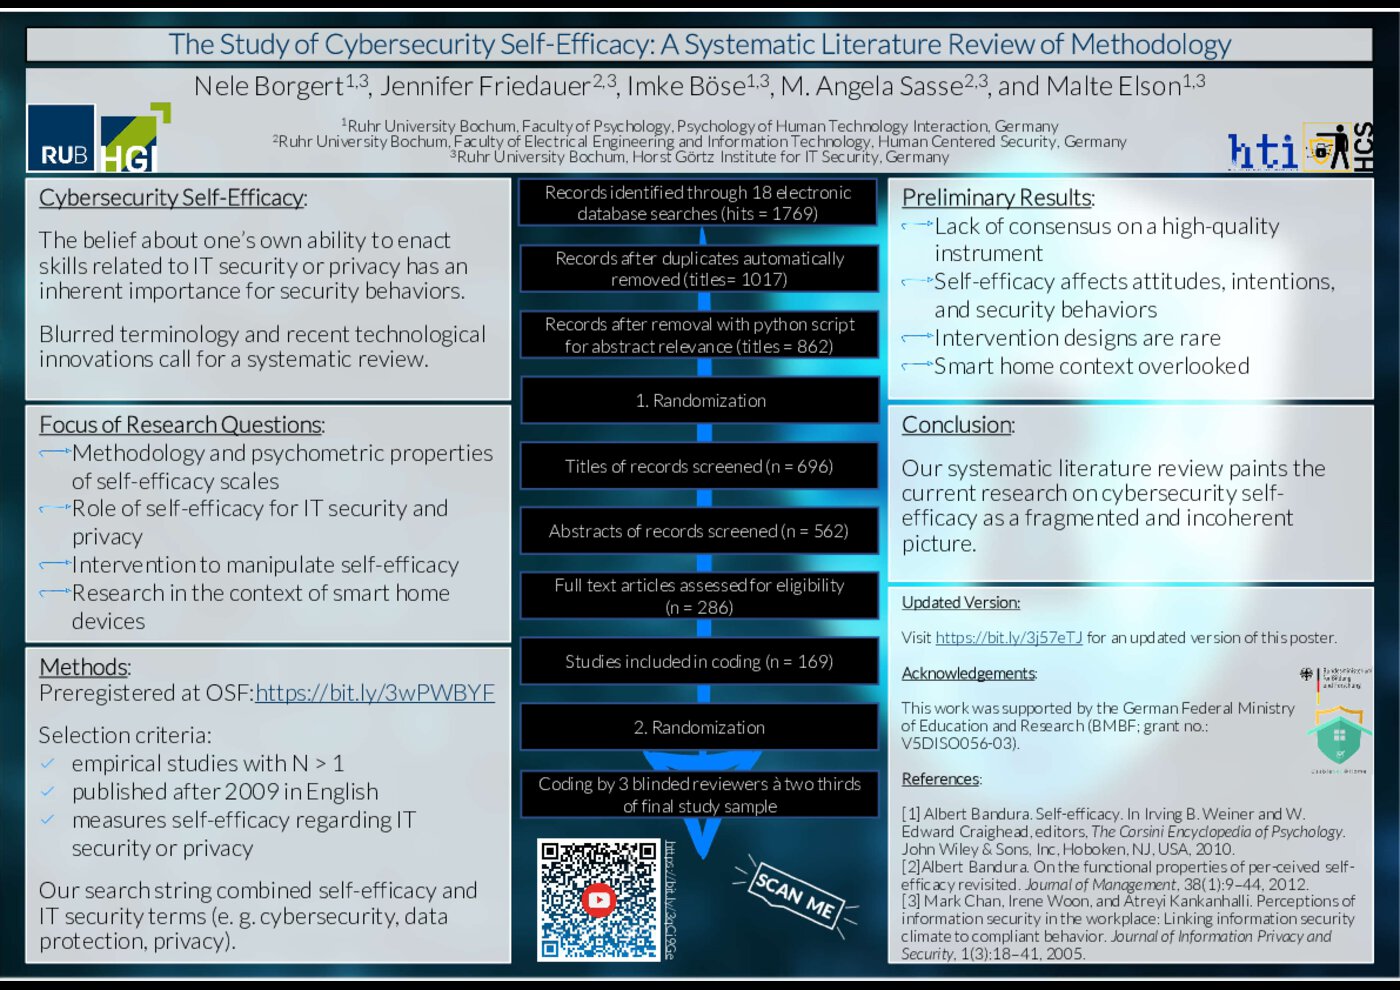 The Study of Cybersecurity Self-Efficacy: A Systematic Literature Review of Methodology
Nele Borgert1,3, Jennifer Friedauer2,3, Imke Böse1,3, M. Angela Sasse2,3, and Malte Elson1,3
1Ruhr University Bochum, Faculty of Psychology, Psychology of Human Technology Interaction, Germany
2Ruhr University Bochum, Faculty of Electrical Engineering and Information Technology, Human Centered Security, Germany
3Ruhr University Bochum, Horst Görtz Institute for IT Security, Germany
RUB
HGI
hti
HCS
Cybersecurity Self-Efficacy:
The belief about one's own ability to enact
skills related to IT security or privacy has an
inherent importance for security behaviors.
Blurred terminology and recent technological
innovations call for a systematic review.
Focus of Research Questions:
Methodology and psychometric properties
of self-efficacy scales
Role of self-efficacy for IT security and
privacy
Intervention to manipulate self-efficacy
Research in the context of smart home
devices
Methods:
Preregistered at OSF:https://bit.ly/3wPWBYF
Selection criteria:
✓ empirical studies with N > 1
✓ published after 2009 in English
✓ measures self-efficacy regarding IT
security or privacy
Our search string combined self-efficacy and
IT security terms (e. g. cybersecurity, data
protection, privacy).
Records identified through 18 electronic
database searches (hits = 1769)
Records after duplicates automatically
removed (titles= 1017)
Records after removal with python script
for abstract relevance (titles = 862)
1. Randomization
Titles of records screened (n = 696)
Abstracts of records screened (n = 562)
Full text articles assessed for eligibility
(n = 286)
Studies included in coding (n = 169)
2. Randomization
Coding by 3 blinded reviewers à two thirds
of final study sample
SCAN ME
Preliminary Results:
Lack of consensus on a high-quality
instrument
Self-efficacy affects attitudes, intentions,
and security behaviors
Intervention designs are rare
Smart home context overlooked
Conclusion:
Our systematic literature review paints the
current research on cybersecurity self-
efficacy as a fragmented and incoherent
picture.
Updated Version:
Visit https://bit.ly/3j57eTJ for an updated version of this poster.
Acknowledgements:
This work was supported by the German Federal Ministry
of Education and Research (BMBF; grant no.:
V5DISO056-03).
Bundesministerium
für Bildung
und Forschung
References:
[1] Albert Bandura. Self-efficacy. In Irving B. Weiner and W.
Edward Craighead, editors, The Corsini Encyclopedia of Psychology.
John Wiley & Sons, Inc, Hoboken, NJ, USA, 2010.
[2]Albert Bandura. On the functional properties of per-ceived self-
efficacy revisited. Journal of Management, 38(1):9–44, 2012.
[3] Mark Chan, Irene Woon, and Atreyi Kankanhalli. Perceptions of
information security in the workplace: Linking information security
climate to compliant behavior. Journal of Information Privacy and
Security, 1(3):18–41, 2005.